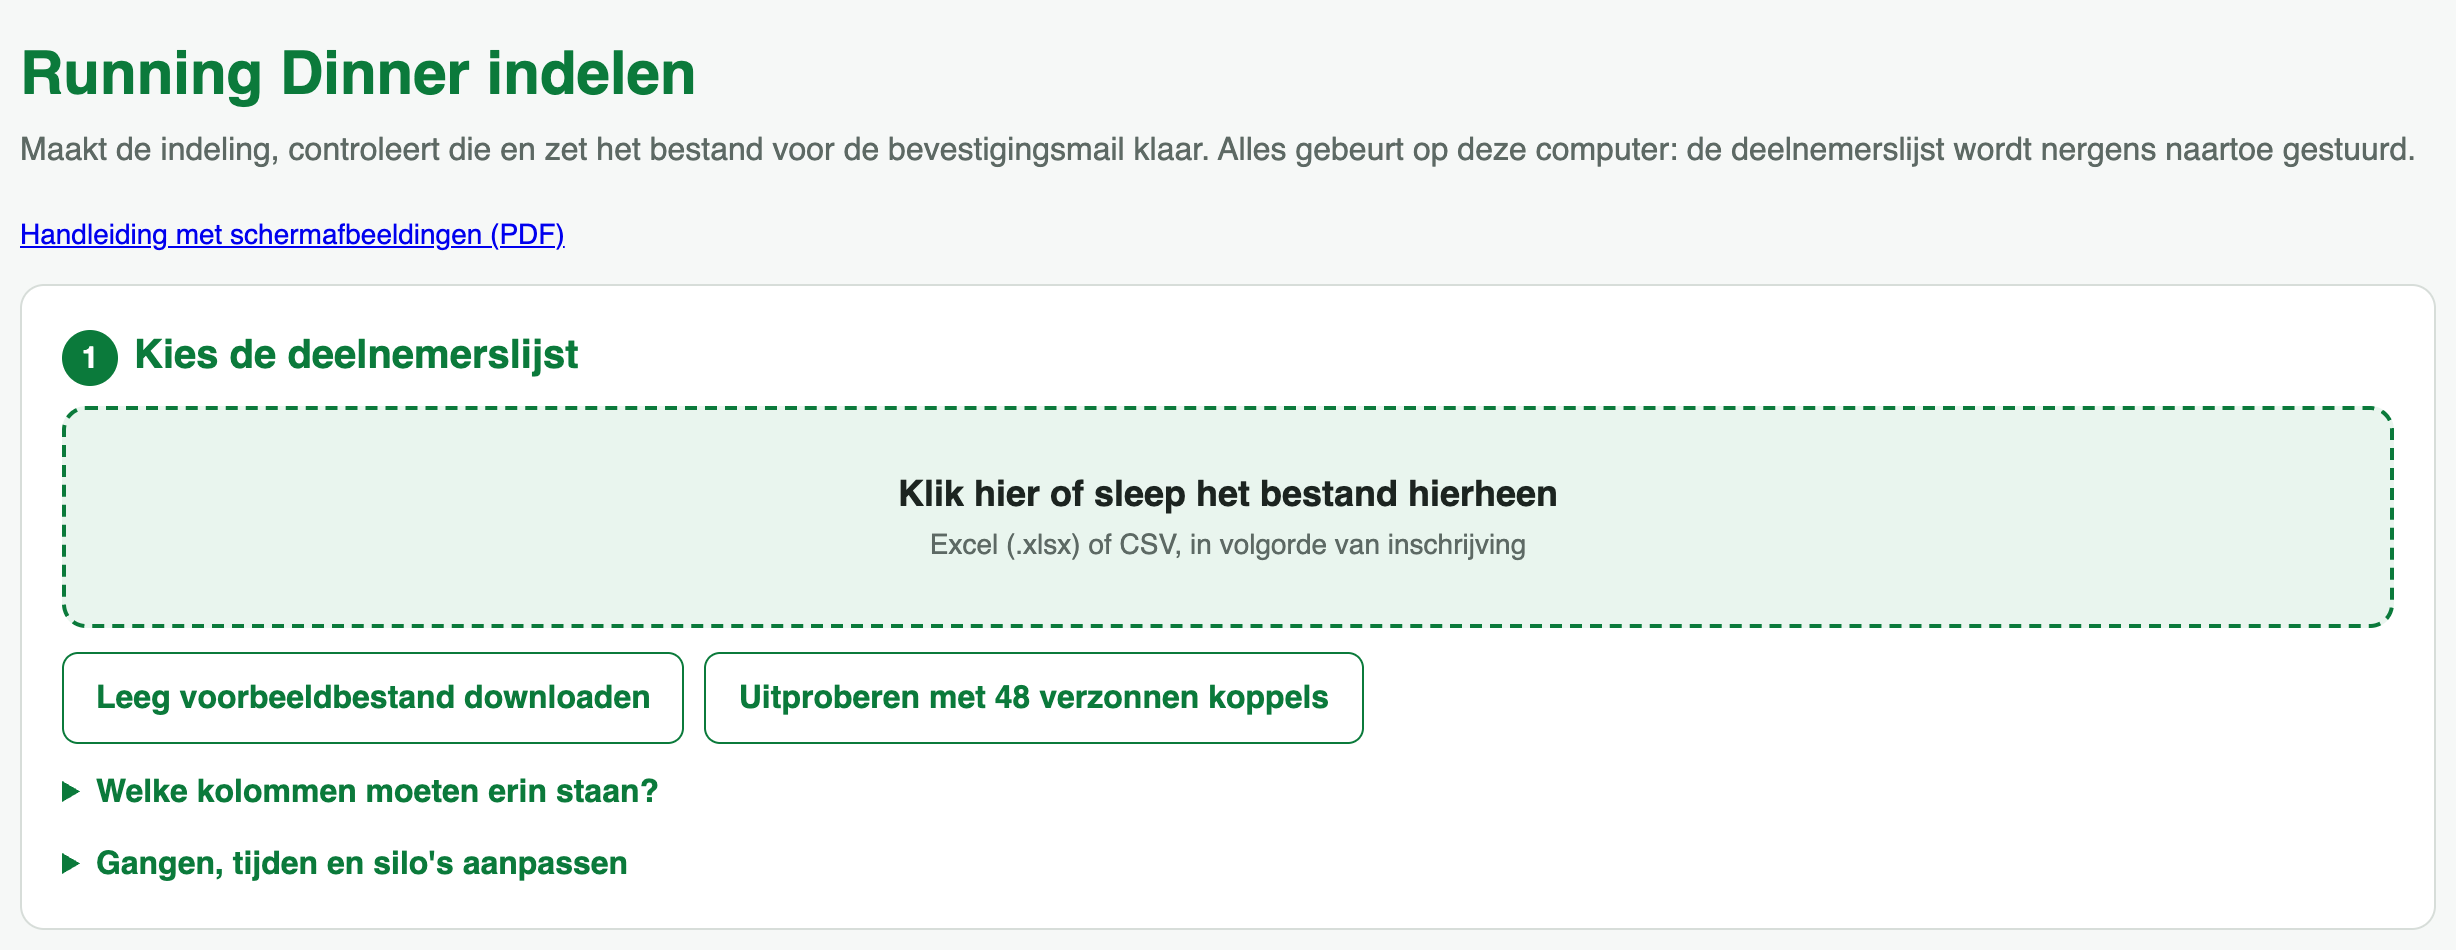 Running Dinner indelen
Maakt de indeling, controleert die en zet het bestand voor de bevestigingsmail klaar. Alles gebeurt op deze computer: de deelnemerslijst wordt nergens naartoe gestuurd.
Handleiding met schermafbeeldingen (PDF)
1 Kies de deelnemerslijst
Klik hier of sleep het bestand hierheen
Excel (.xlsx) of CSV, in volgorde van inschrijving
Leeg voorbeeldbestand downloaden
Uitproberen met 48 verzonnen koppels
Welke kolommen moeten erin staan?
Gangen, tijden en silo's aanpassen